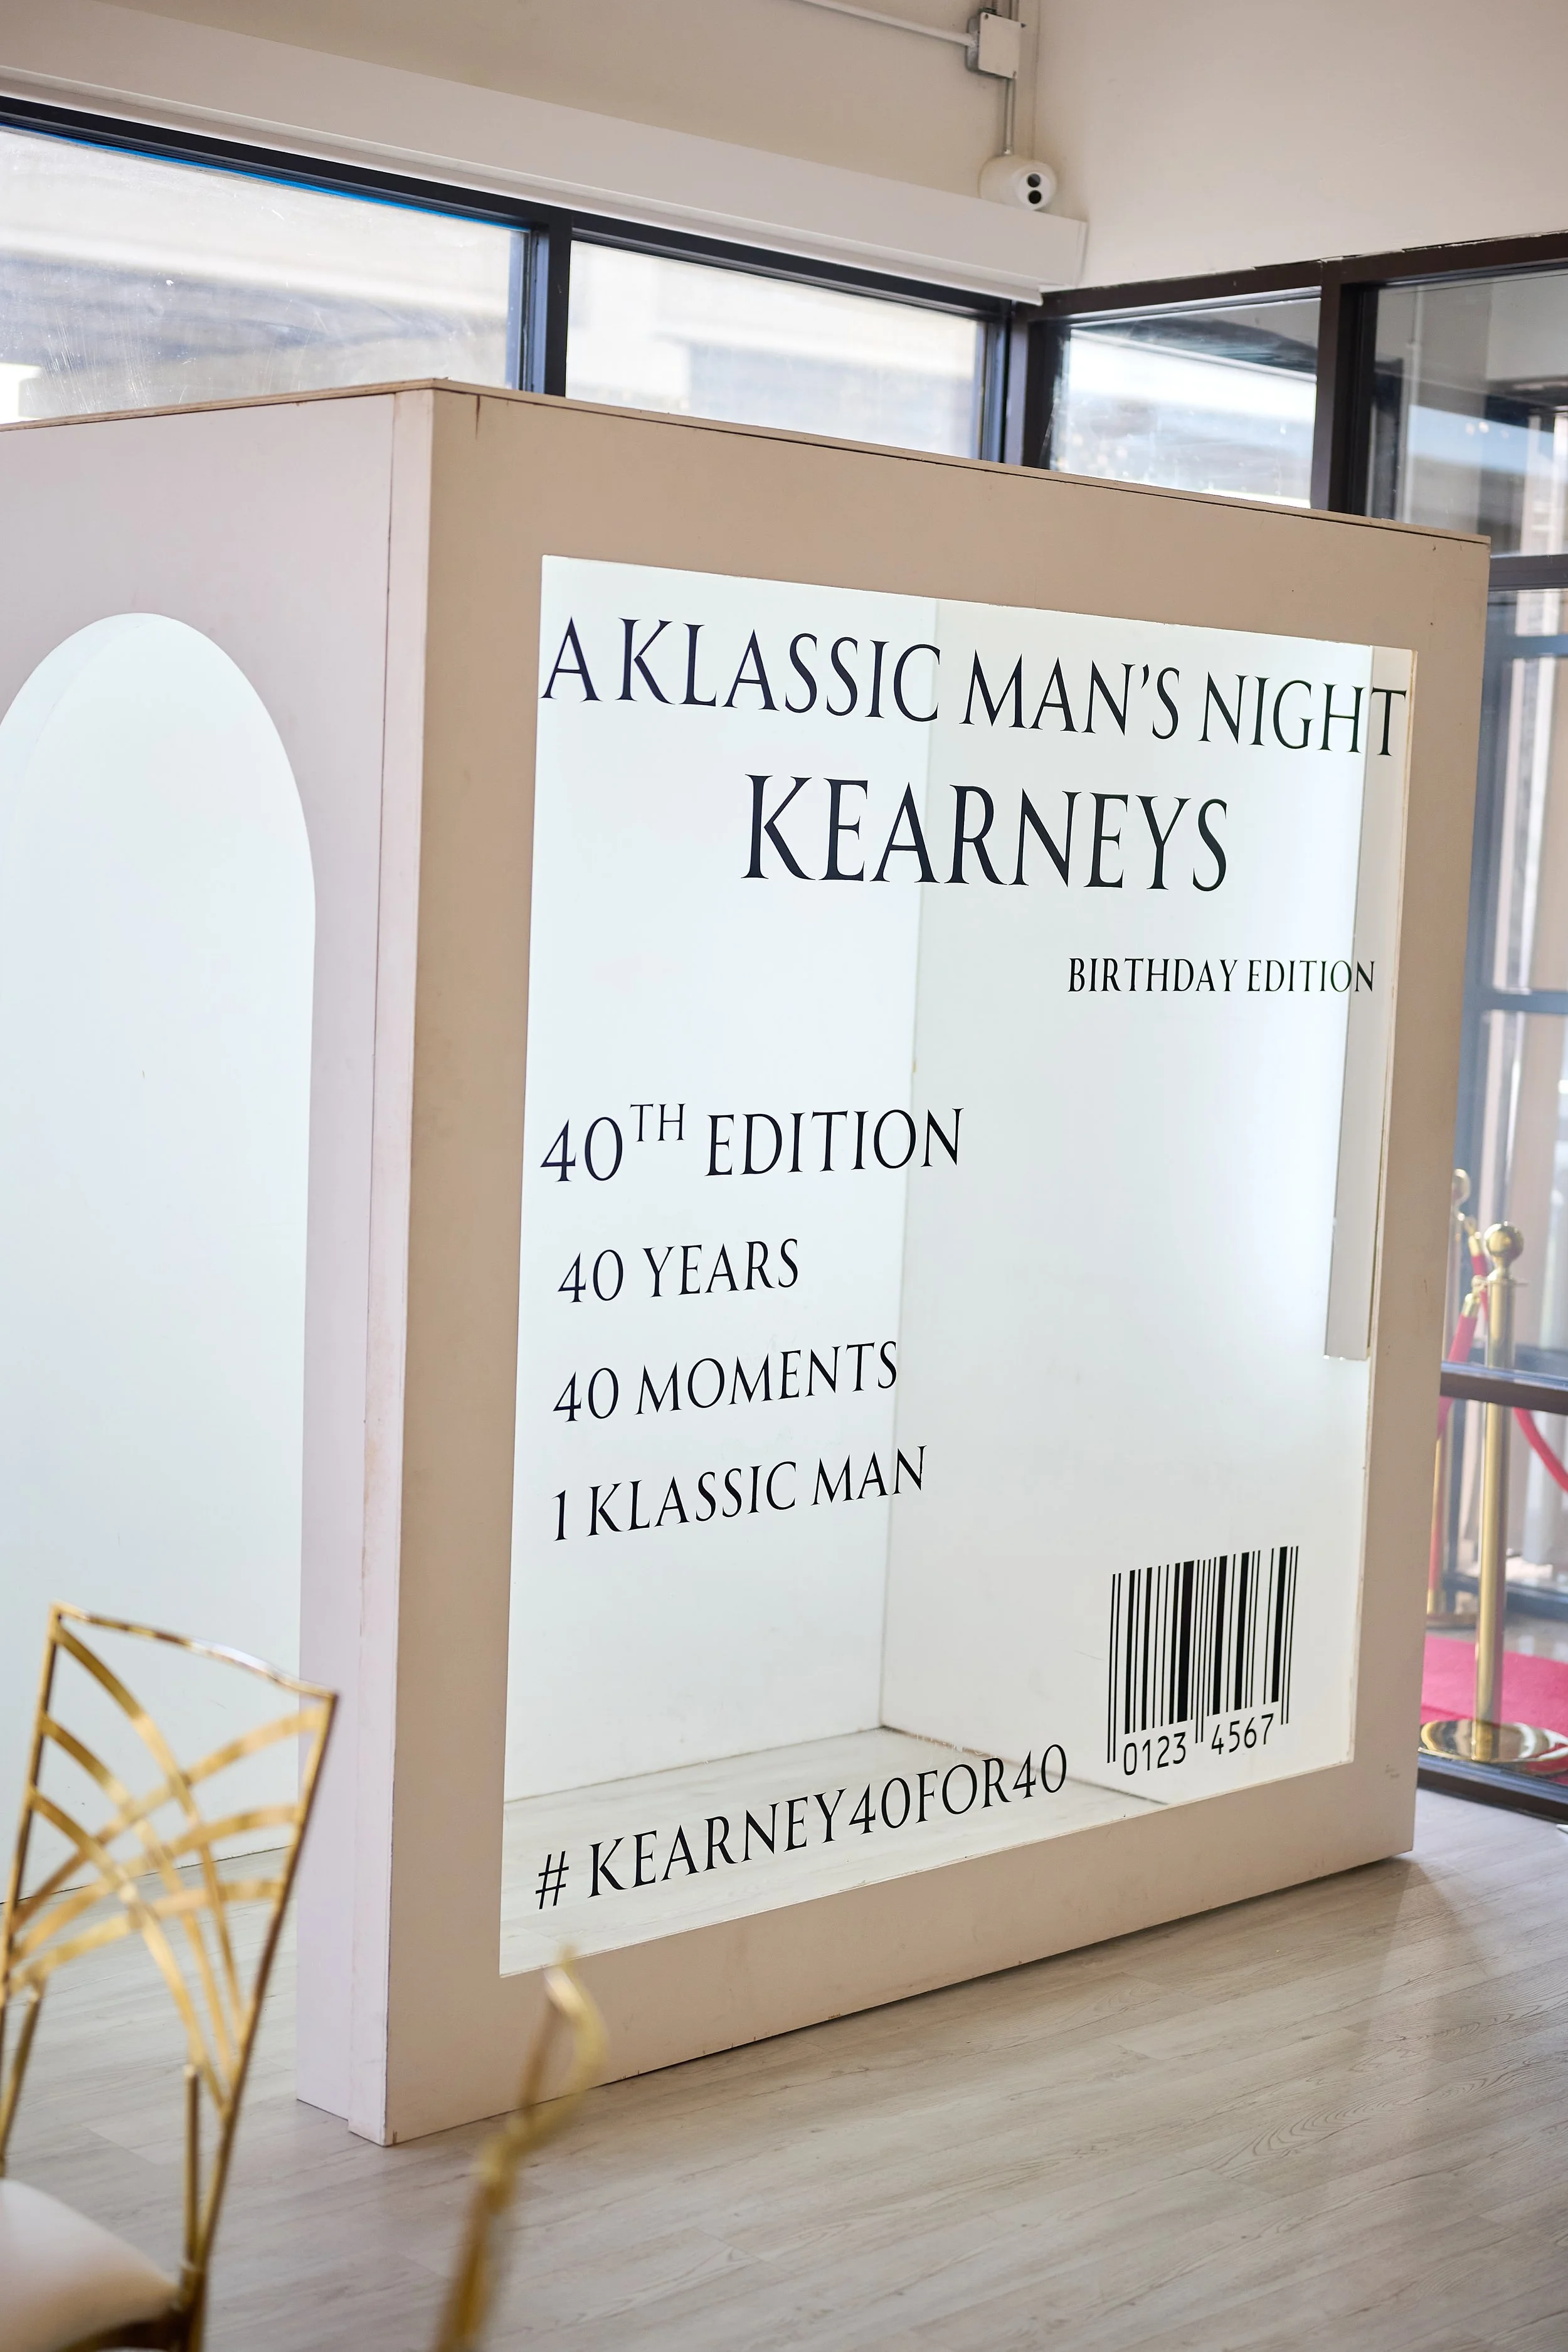 A KLASSIC MAN'S NIGHT
KEARNEYS
BIRTHDAY EDITION
40TH EDITION
40 YEARS
40 MOMENTS
1 KLASSIC MAN
0123 4567
# KEARNEY40FOR40